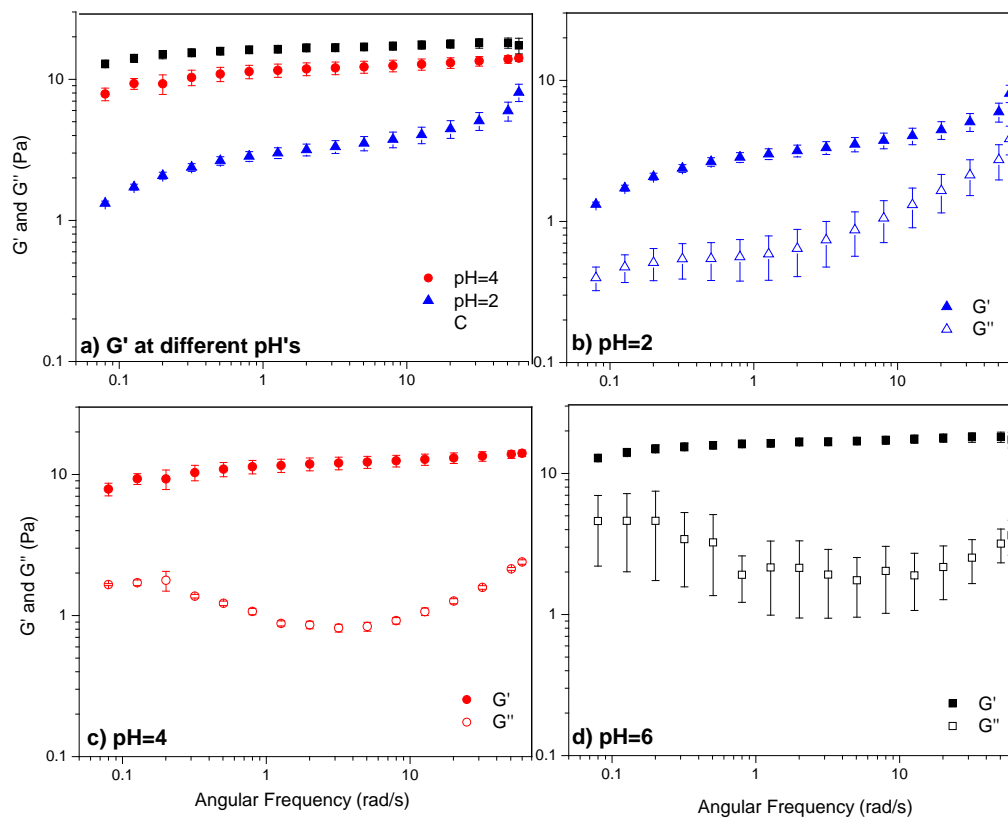 10
1
0.1
G' and G'' (Pa)
pH=4
pH=2
C
a) G' at different pH's
0.1
1
10
10
1
0.1
G'
G''
b) pH=2
0.1
1
10
10
1
0.1
G' and G'' (Pa)
G'
G''
c) pH=4
0.1
1
10
Angular Frequency (rad/s)
10
1
0.1
G'
G''
d) pH=6
0.1
1
10
Angular Frequency (rad/s)